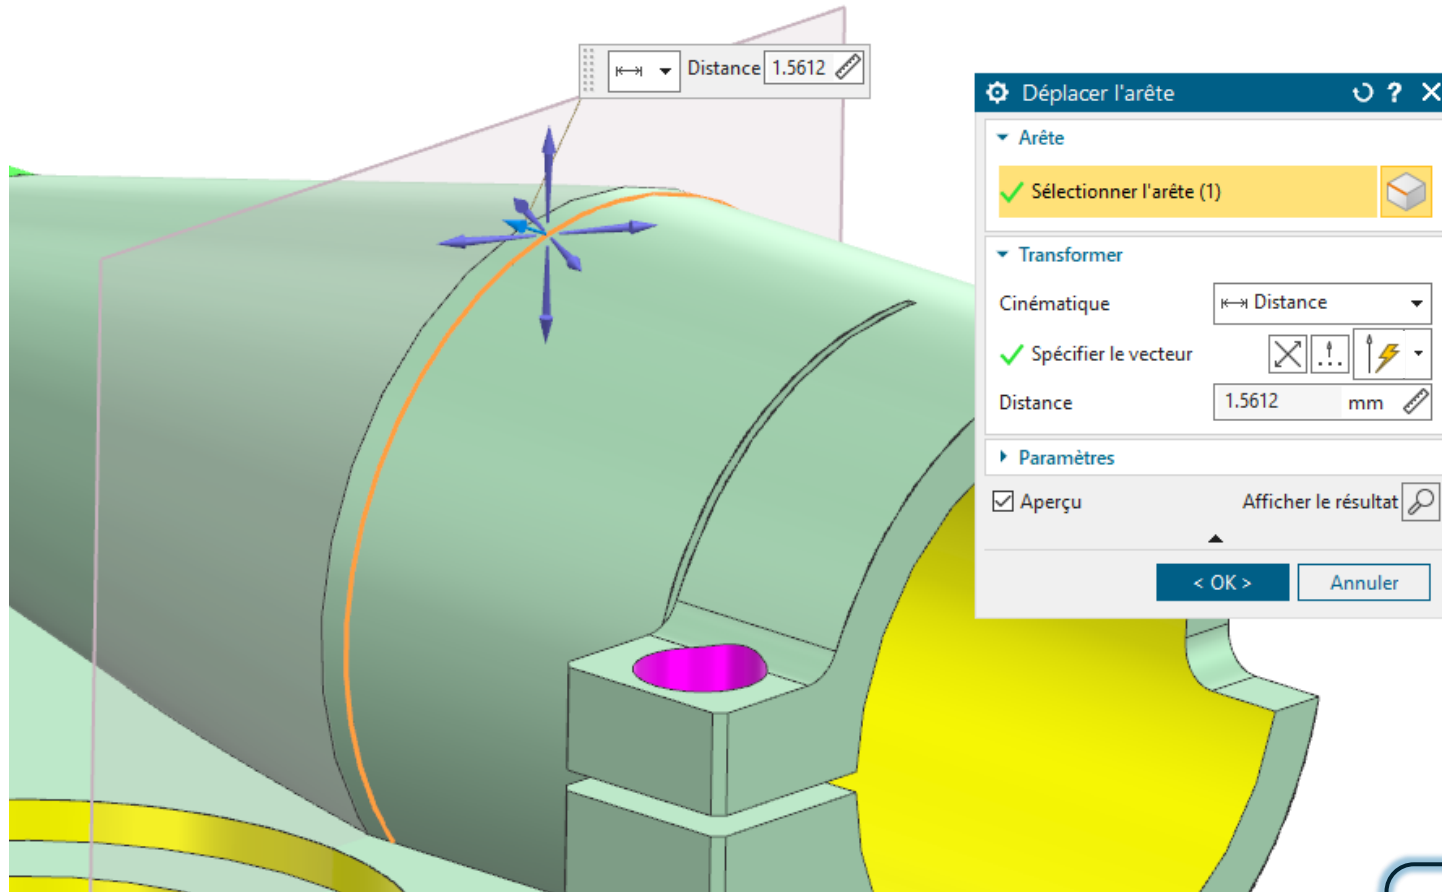 Distance 1.5612
Déplacer l'arête
Arête
Sélectionner l'arête (1)
Transformer
Cinématique Distance
Spécifier le vecteur
Distance 1.5612 mm
Paramètres
Aperçu Afficher le résultat
< OK > Annuler